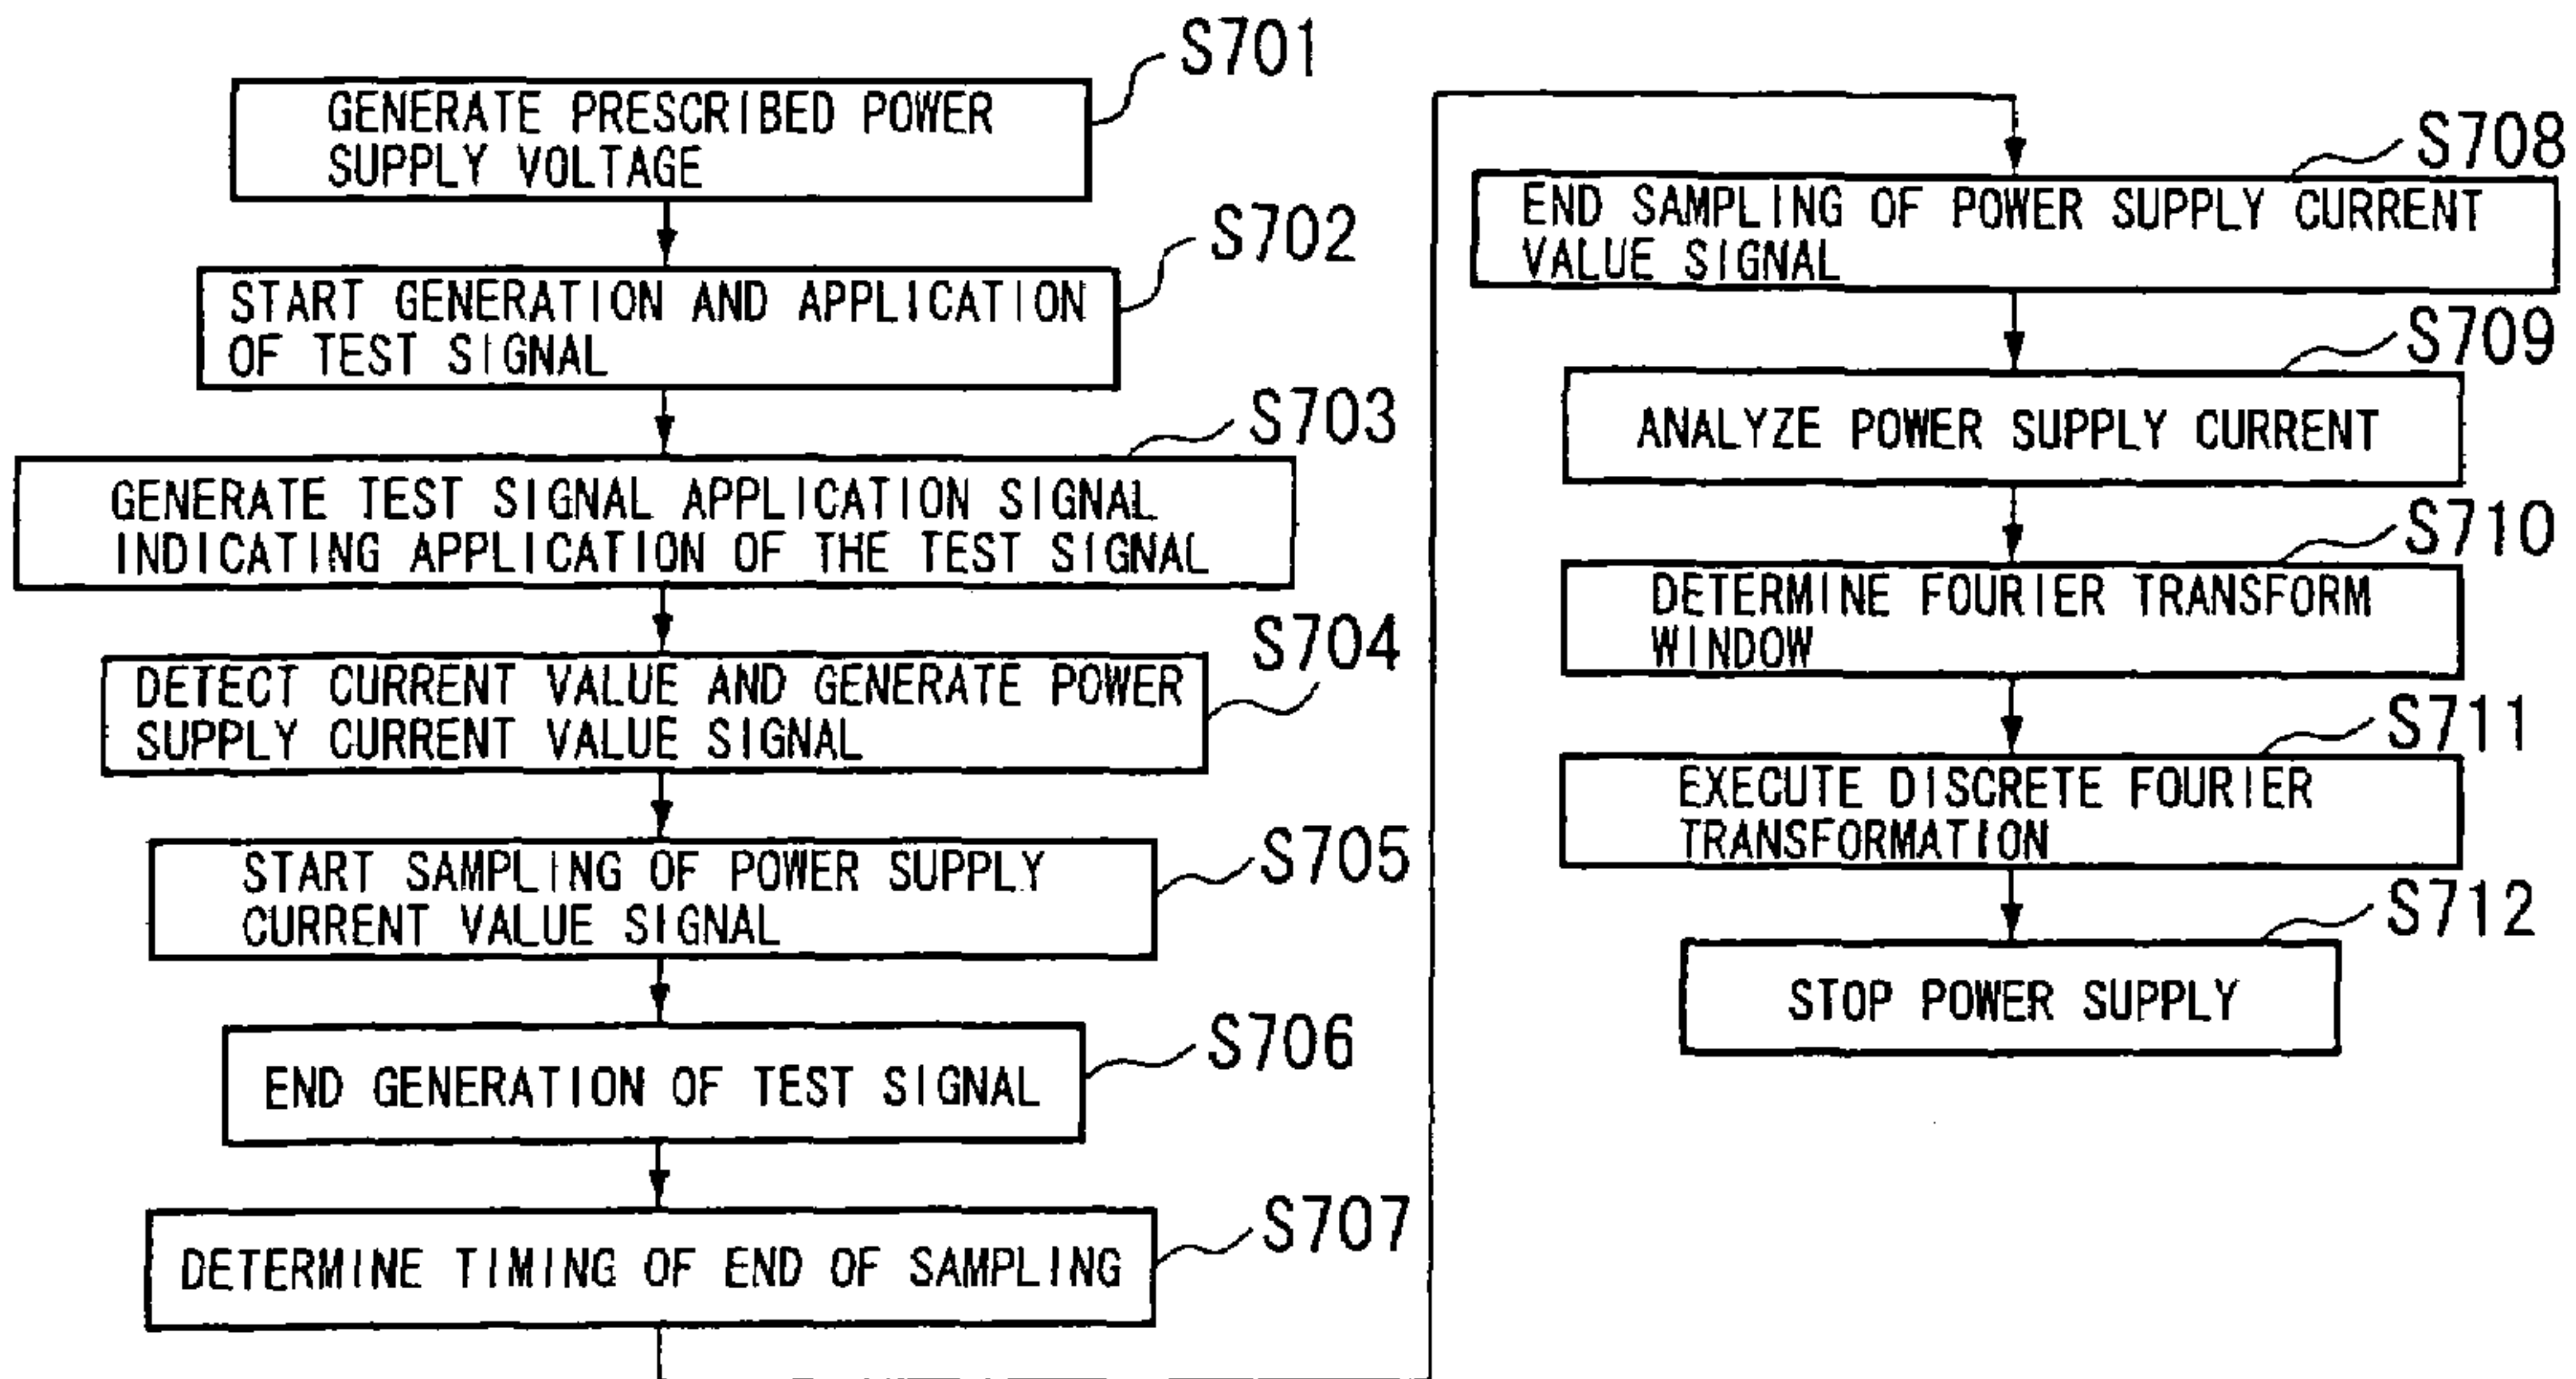 S701
GENERATE PRESCRIBED POWER
SUPPLY VOLTAGE
S702
START GENERATION AND APPLICATION
OF TEST SIGNAL
S703
GENERATE TEST SIGNAL APPLICATION SIGNAL
INDICATING APPLICATION OF THE TEST SIGNAL
S704
DETECT CURRENT VALUE AND GENERATE POWER
SUPPLY CURRENT VALUE SIGNAL
S705
START SAMPLING OF POWER SUPPLY
CURRENT VALUE SIGNAL
S706
END GENERATION OF TEST SIGNAL
S707
DETERMINE TIMING OF END OF SAMPLING
S708
END SAMPLING OF POWER SUPPLY CURRENT
VALUE SIGNAL
S709
ANALYZE POWER SUPPLY CURRENT
S710
DETERMINE FOURIER TRANSFORM
WINDOW
S711
EXECUTE DISCRETE FOURIER
TRANSFORMATION
S712
STOP POWER SUPPLY